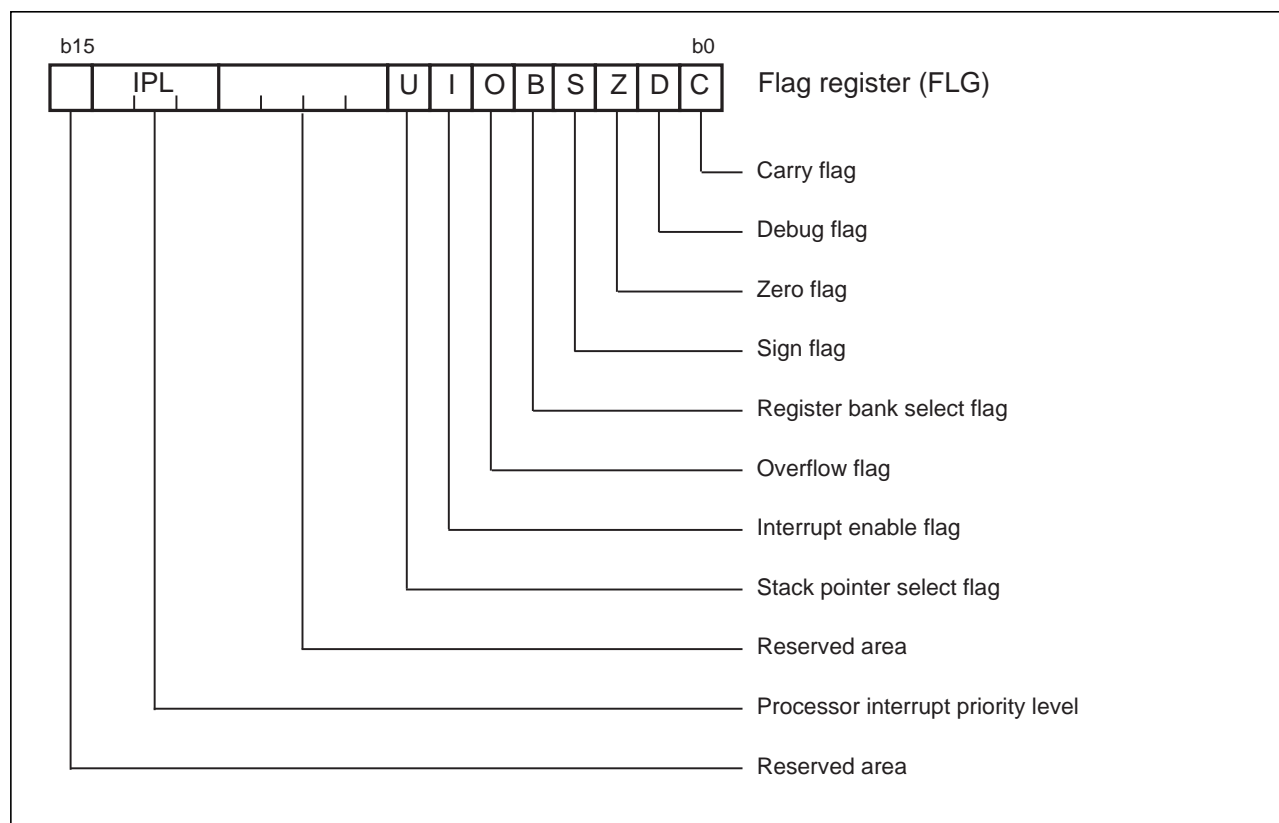 b15 b0
IPL U I O B S Z D C Flag register (FLG)
Carry flag
Debug flag
Zero flag
Sign flag
Register bank select flag
Overflow flag
Interrupt enable flag
Stack pointer select flag
Reserved area
Processor interrupt priority level
Reserved area